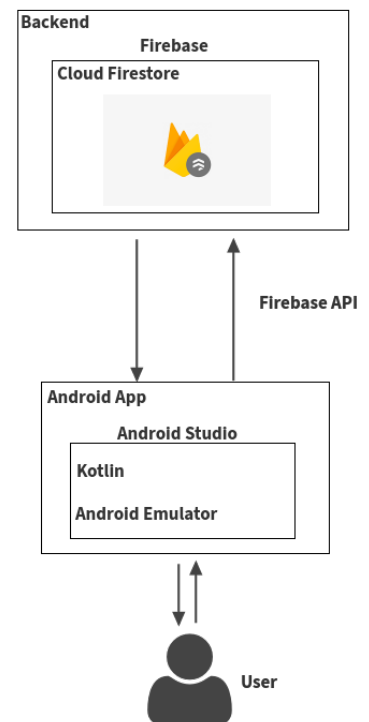 Backend
Firebase
Cloud Firestore
Firebase API
Android App
Android Studio
Kotlin
Android Emulator
User